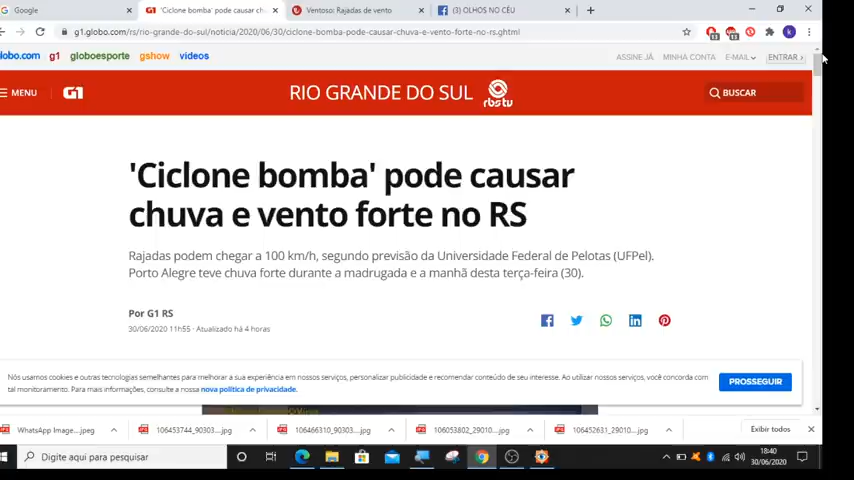 Google
'Ciclone bomba' pode causar chu
Ventoso: Rajadas de vento
(3) OLHOS NO CÉU
g1.globo.com/rs/rio-grande-do-sul/noticia/2020/06/30/ciclone-bomba-pode-causar-chuva-e-vento-forte-no-rs.ghtml
11
11
k
globo.com g1 globoesporte gshow videos
ASSINE JÁ MINHA CONTA E-MAIL ENTRAR ›
MENU G1
RIO GRANDE DO SUL rbs tv
BUSCAR
'Ciclone bomba' pode causar
chuva e vento forte no RS
Rajadas podem chegar a 100 km/h, segundo previsão da Universidade Federal de Pelotas (UFPel).
Porto Alegre teve chuva forte durante a madrugada e a manhã desta terça-feira (30).
Por G1 RS
30/06/2020 11h55 · Atualizado há 4 horas
Nós usamos cookies e outras tecnologias semelhantes para melhorar a sua experiência em nossos serviços, personalizar publicidade e recomendar conteúdo de seu interesse. Ao utilizar nossos serviços, você concorda com
tal monitoramento. Para mais informações, consulte a nossa nova política de privacidade.
PROSSEGUIR
WhatsApp Image....jpeg
106453744_90303....jpg
106466310_90303....jpg
106053802_29010....jpg
106452631_29010....jpg
Exibir todos
Digite aqui para pesquisar
18:40
30/06/2020